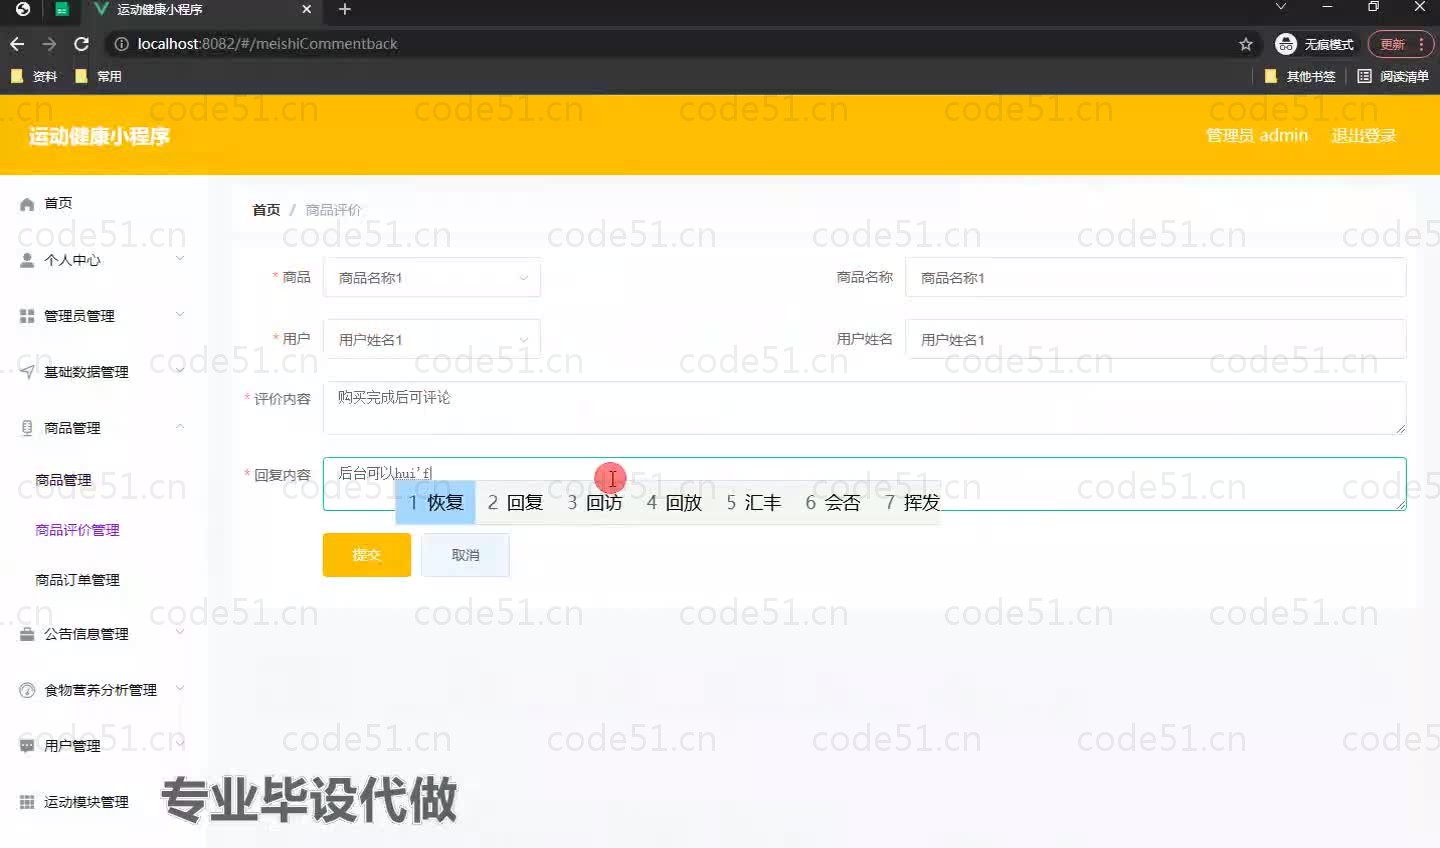 运动健康小程序
localhost:8082/#/meishiCommentback
无痕模式
更新
资料
常用
其他书签
阅读清单
运动健康小程序
管理员 admin
退出登录
首页
个人中心
管理员管理
基础数据管理
商品管理
商品管理
商品评价管理
商品订单管理
公告信息管理
食物营养分析管理
用户管理
运动模块管理
首页 / 商品评价
* 商品 商品名称1
商品名称 商品名称1
* 用户 用户姓名1
用户姓名 用户姓名1
* 评价内容 购买完成后可评论
* 回复内容 后台可以hui'f
1 恢复 2 回复 3 回访 4 回放 5 汇丰 6 会否 7 挥发
提交
取消
专业毕设代做
code51.cn